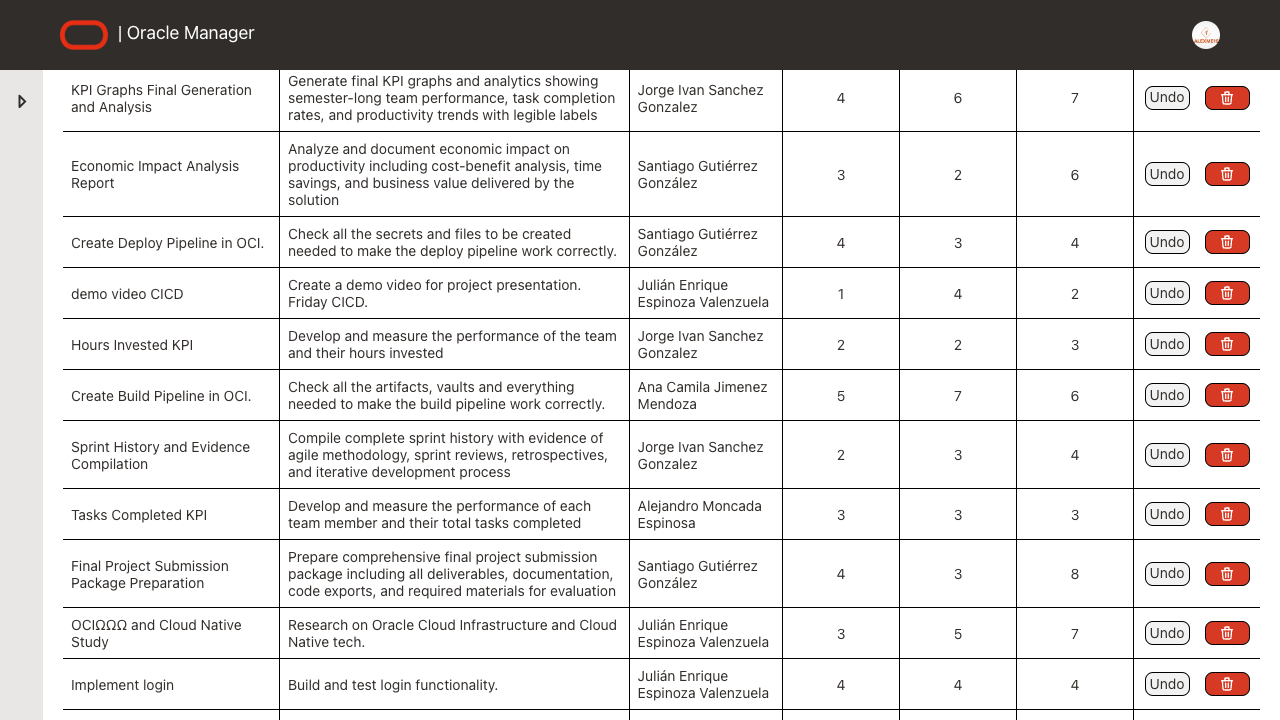 | Oracle Manager
KPI Graphs Final Generation
and Analysis
Generate final KPI graphs and analytics showing
semester-long team performance, task completion
rates, and productivity trends with legible labels
Jorge Ivan Sanchez
Gonzalez
4
6
7
Undo
Economic Impact Analysis
Report
Analyze and document economic impact on
productivity including cost-benefit analysis, time
savings, and business value delivered by the
solution
Santiago Gutiérrez
González
3
2
6
Undo
Create Deploy Pipeline in OCI.
Check all the secrets and files to be created
needed to make the deploy pipeline work correctly.
Santiago Gutiérrez
González
4
3
4
Undo
demo video CICD
Create a demo video for project presentation.
Friday CICD.
Julián Enrique
Espinoza Valenzuela
1
4
2
Undo
Hours Invested KPI
Develop and measure the performance of the team
and their hours invested
Jorge Ivan Sanchez
Gonzalez
2
2
3
Undo
Create Build Pipeline in OCI.
Check all the artifacts, vaults and everything
needed to make the build pipeline work correctly.
Ana Camila Jimenez
Mendoza
5
7
6
Undo
Sprint History and Evidence
Compilation
Compile complete sprint history with evidence of
agile methodology, sprint reviews, retrospectives,
and iterative development process
Jorge Ivan Sanchez
Gonzalez
2
3
4
Undo
Tasks Completed KPI
Develop and measure the performance of each
team member and their total tasks completed
Alejandro Moncada
Espinosa
3
3
3
Undo
Final Project Submission
Package Preparation
Prepare comprehensive final project submission
package including all deliverables, documentation,
code exports, and required materials for evaluation
Santiago Gutiérrez
González
4
3
8
Undo
OCIΩΩΩ and Cloud Native
Study
Research on Oracle Cloud Infrastructure and Cloud
Native tech.
Julián Enrique
Espinoza Valenzuela
3
5
7
Undo
Implement login
Build and test login functionality.
Julián Enrique
Espinoza Valenzuela
4
4
4
Undo